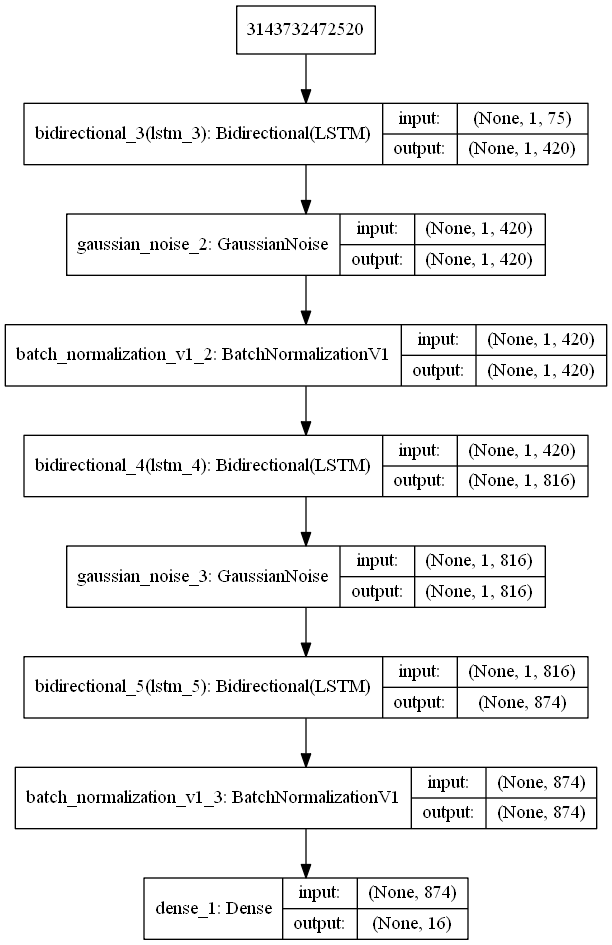 3143732472520
bidirectional_3(lstm_3): Bidirectional(LSTM)
input: (None, 1, 75)
output: (None, 1, 420)
gaussian_noise_2: GaussianNoise
input: (None, 1, 420)
output: (None, 1, 420)
batch_normalization_v1_2: BatchNormalizationV1
input: (None, 1, 420)
output: (None, 1, 420)
bidirectional_4(lstm_4): Bidirectional(LSTM)
input: (None, 1, 420)
output: (None, 1, 816)
gaussian_noise_3: GaussianNoise
input: (None, 1, 816)
output: (None, 1, 816)
bidirectional_5(lstm_5): Bidirectional(LSTM)
input: (None, 1, 816)
output: (None, 874)
batch_normalization_v1_3: BatchNormalizationV1
input: (None, 874)
output: (None, 874)
dense_1: Dense
input: (None, 874)
output: (None, 16)